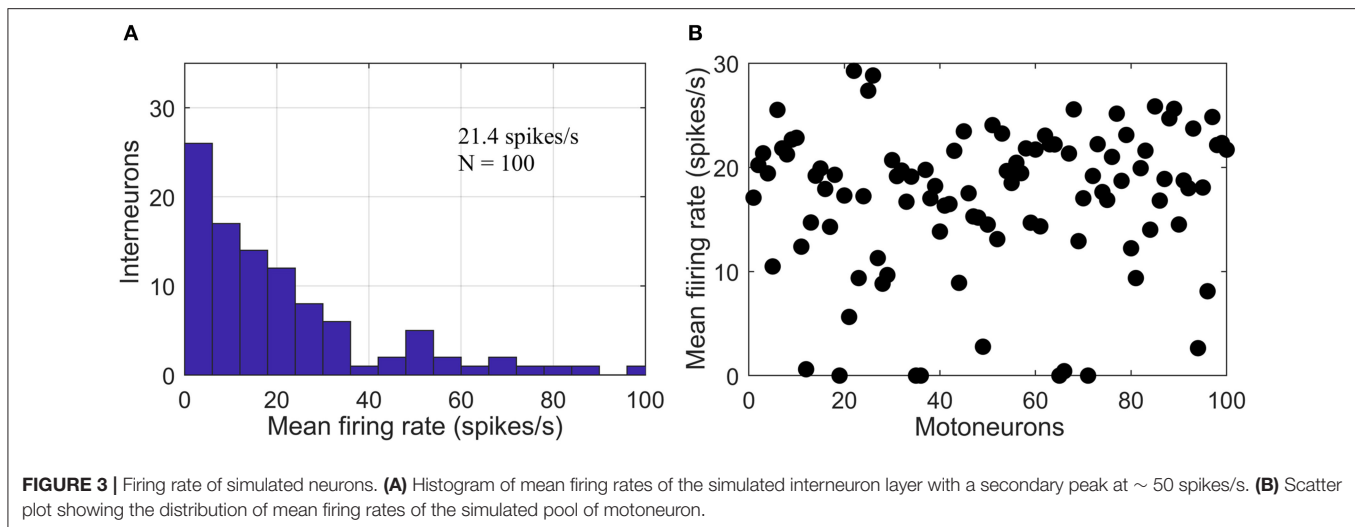 A
30
20
10
0
Interneurons
21.4 spikes/s
N = 100
0 20 40 60 80 100
Mean firing rate (spikes/s)
B
30
20
10
0
Mean fiiring rate (spikes/s)
0 20 40 60 80 100
Motoneurons
FIGURE 3 | Firing rate of simulated neurons. (A) Histogram of mean firing rates of the simulated interneuron layer with a secondary peak at ∼ 50 spikes/s. (B) Scatter
plot showing the distribution of mean firing rates of the simulated pool of motoneuron.